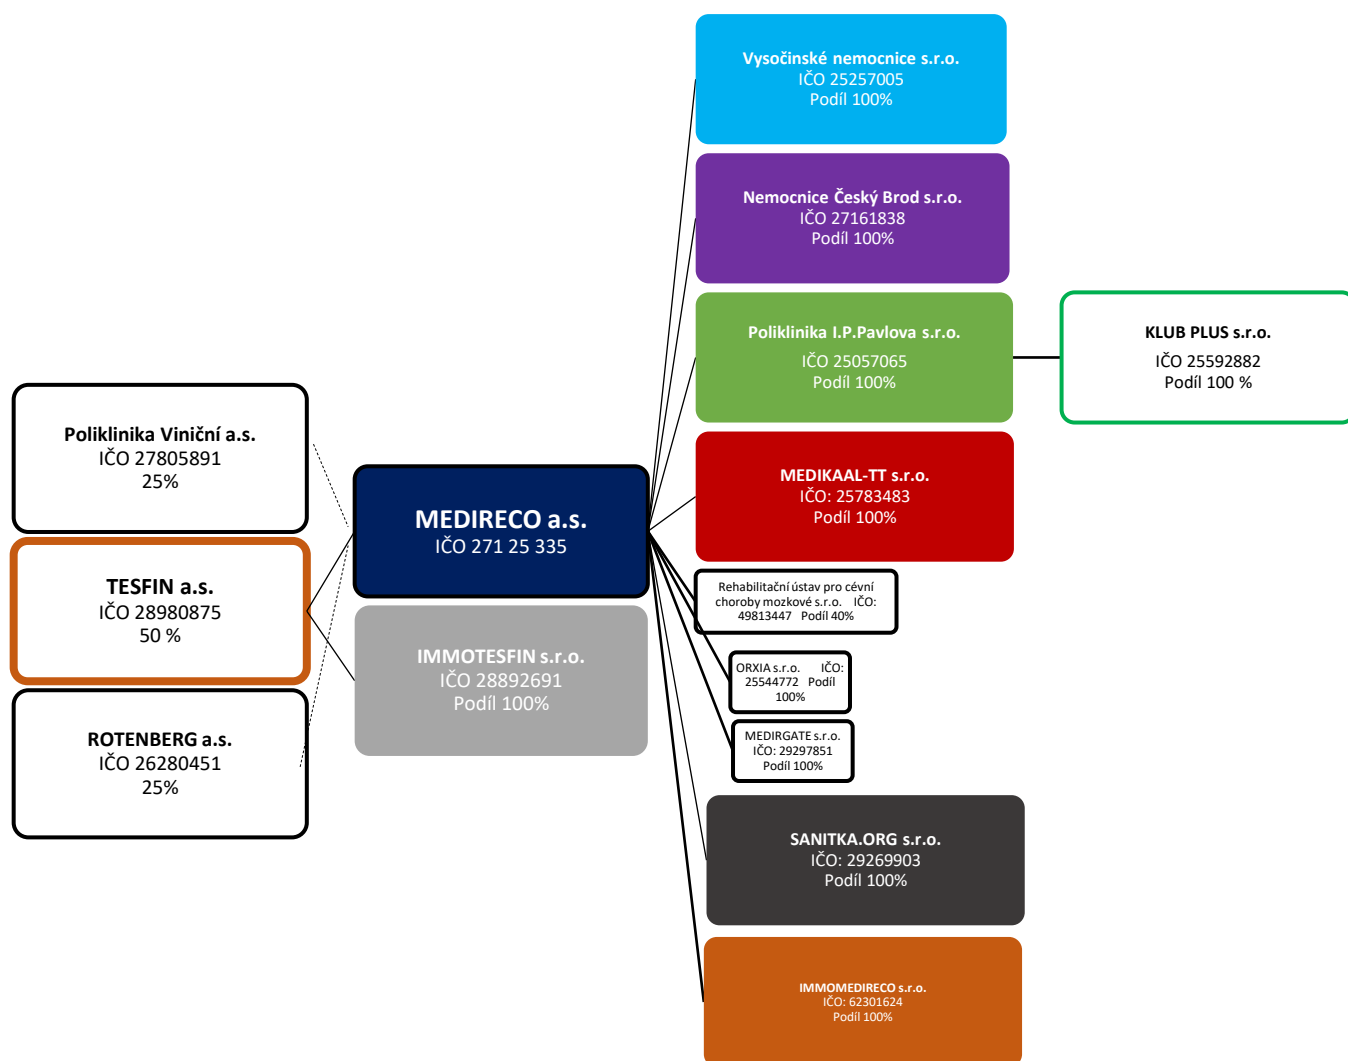 Vysočinské nemocnice s.r.o.
IČO 25257005
Podíl 100%
Nemocnice Český Brod s.r.o.
IČO 27161838
Podíl 100%
Poliklinika I.P.Pavlova s.r.o.
IČO 25057065
Podíl 100%
KLUB PLUS s.r.o.
IČO 25592882
Podíl 100 %
Poliklinika Viniční a.s.
IČO 27805891
25%
MEDIRECO a.s.
IČO 271 25 335
MEDIKAAL-TT s.r.o.
IČO: 25783483
Podíl 100%
TESFIN a.s.
IČO 28980875
50 %
Rehabilitační ústav pro cévní
choroby mozkové s.r.o. IČO:
49813447 Podíl 40%
IMMOTESFIN s.r.o.
IČO 28892691
Podíl 100%
ORXIA s.r.o. IČO:
25544772 Podíl
100%
ROTENBERG a.s.
IČO 26280451
25%
MEDIRGATE s.r.o.
IČO: 29297851
Podíl 100%
SANITKA.ORG s.r.o.
IČO: 29269903
Podíl 100%
IMMOMEDIRECO s.r.o.
IČO: 62301624
Podíl 100%